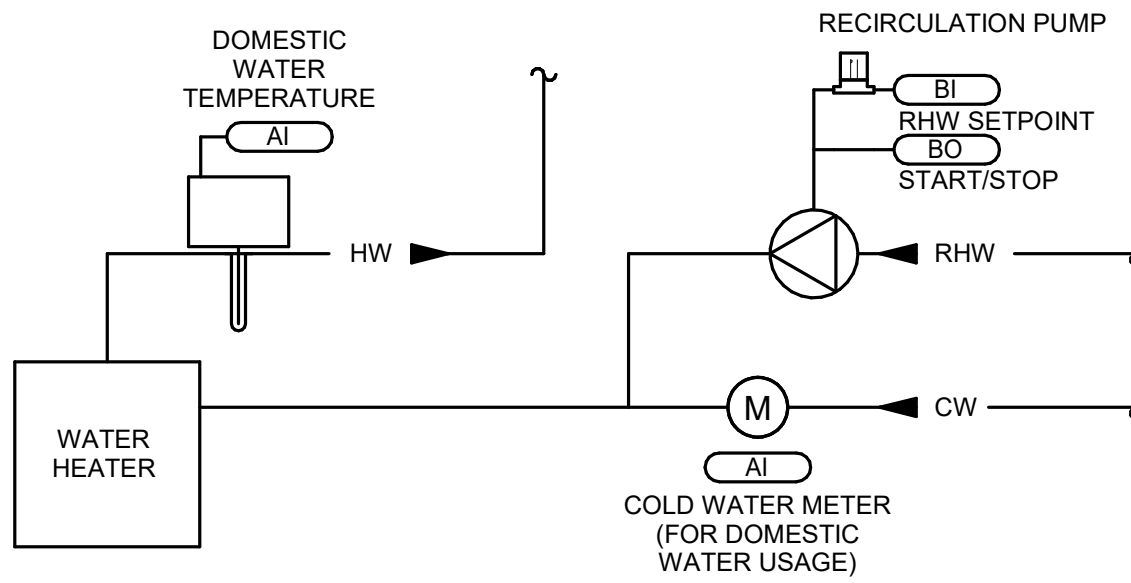 RECIRCULATION PUMP
DOMESTIC
WATER
TEMPERATURE
AI
BI
RHW SETPOINT
BO
START/STOP
HW
RHW
M
CW
WATER
HEATER
AI
COLD WATER METER
(FOR DOMESTIC
WATER USAGE)